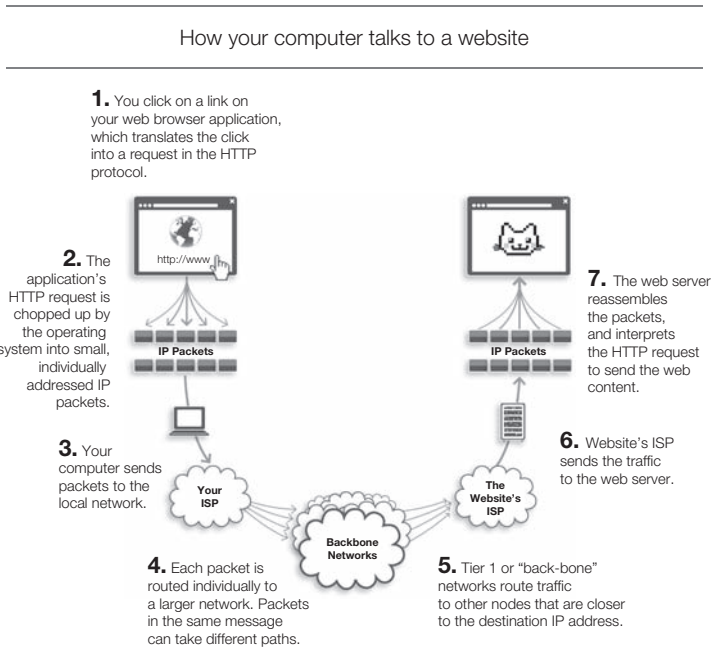 How your computer talks to a website
1. You click on a link on
your web browser application,
which translates the click
into a request in the HTTP
protocol.
http://www
2. The
application's
HTTP request is
chopped up by
the operating
system into small,
individually
addressed IP
packets.
IP Packets
3. Your
computer sends
packets to the
local network.
Your
ISP
4. Each packet is
routed individually to
a larger network. Packets
in the same message
can take different paths.
Backbone
Networks
5. Tier 1 or “back-bone”
networks route traffic
to other nodes that are closer
to the destination IP address.
The
Website's
ISP
6. Website's ISP
sends the traffic
to the web server.
IP Packets
7. The web server
reassembles
the packets,
and interprets
the HTTP request
to send the web
content.